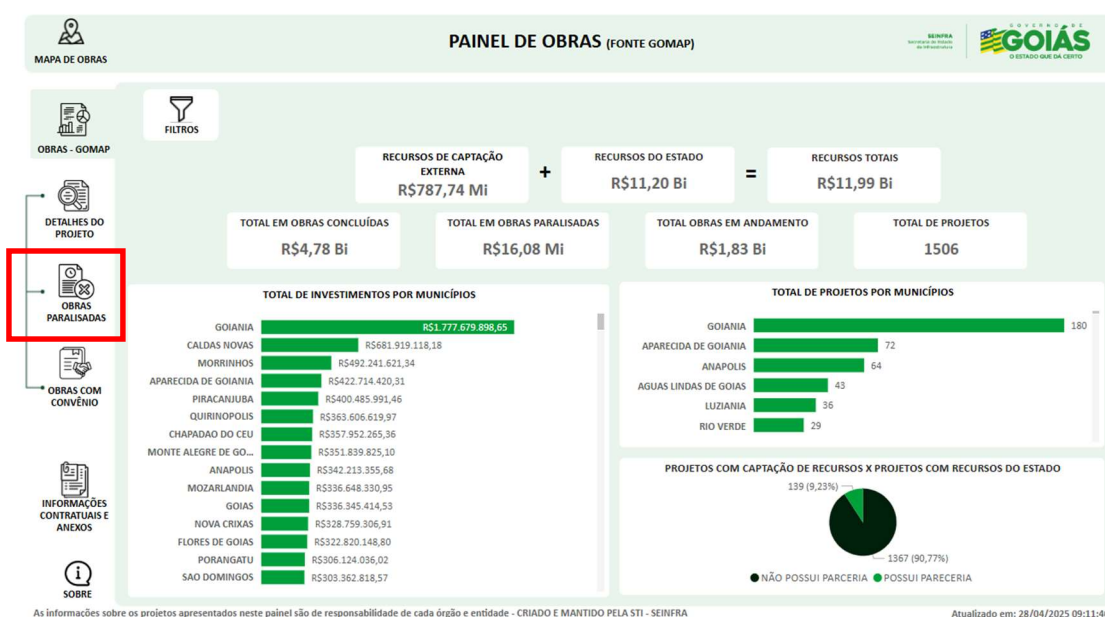 MAPA DE OBRAS
PAINEL DE OBRAS (FONTE GOMAP)
SEINFRA
Secretaria de Estado
da Infraestrutura
GOVERNO DE
GOIÁS
O ESTADO QUE DÁ CERTO
OBRAS - GOMAP
DETALHES DO
PROJETO
OBRAS
PARALISADAS
OBRAS COM
CONVÊNIO
INFORMAÇÕES
CONTRATUAIS E
ANEXOS
SOBRE
FILTROS
RECURSOS DE CAPTAÇÃO
EXTERNA
R$787,74 Mi
+
RECURSOS DO ESTADO
R$11,20 Bi
=
RECURSOS TOTAIS
R$11,99 Bi
TOTAL EM OBRAS CONCLUÍDAS
R$4,78 Bi
TOTAL EM OBRAS PARALISADAS
R$16,08 Mi
TOTAL OBRAS EM ANDAMENTO
R$1,83 Bi
TOTAL DE PROJETOS
1506
TOTAL DE INVESTIMENTOS POR MUNICÍPIOS
GOIANIA R$1.777.679.898,65
CALDAS NOVAS R$681.919.118,18
MORRINHOS R$492.241.621,34
APARECIDA DE GOIANIA R$422.714.420,31
PIRACANJUBA R$400.485.991,46
QUIRINOPOLIS R$363.606.619,97
CHAPADAO DO CEU R$357.952.265,36
MONTE ALEGRE DE GO... R$351.839.825,10
ANAPOLIS R$342.213.355,68
MOZARLANDIA R$336.648.330,95
GOIAS R$336.345.414,53
NOVA CRIXAS R$328.759.306,91
FLORES DE GOIAS R$322.820.148,80
PORANGATU R$306.124.036,02
SAO DOMINGOS R$303.362.818,57
TOTAL DE PROJETOS POR MUNICÍPIOS
GOIANIA 180
APARECIDA DE GOIANIA 72
ANAPOLIS 64
AGUAS LINDAS DE GOIAS 43
LUZIANIA 36
RIO VERDE 29
PROJETOS COM CAPTAÇÃO DE RECURSOS X PROJETOS COM RECURSOS DO ESTADO
139 (9,23%)
1367 (90,77%)
NÃO POSSUI PARCERIA POSSUI PARECERIA
As informações sobre os projetos apresentados neste painel são de responsabilidade de cada órgão e entidade - CRIADO E MANTIDO PELA STI - SEINFRA
Atualizado em: 28/04/2025 09:11:40